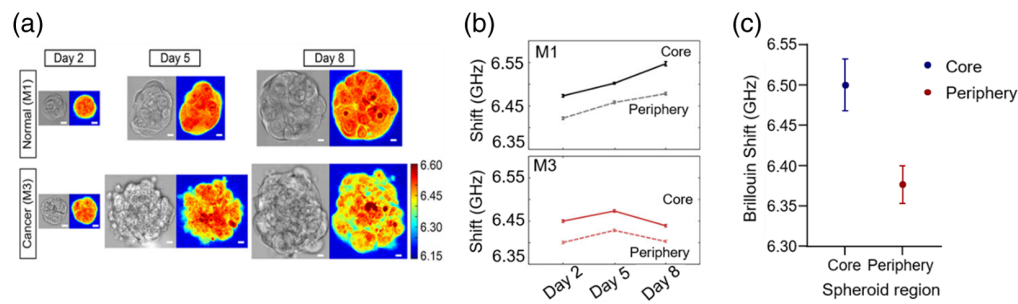 (a)
Day 2
Day 5
Day 8
Normal (M1)
Cancer (M3)
6.60
6.45
6.30
6.15
(b)
M1
Core
Periphery
6.55
6.45
6.35
Shift (GHz)
M3
Core
Periphery
6.55
6.45
6.35
Shift (GHz)
Day 2
Day 5
Day 8
(c)
6.55
6.50
6.45
6.40
6.35
6.30
Brillouin Shift (GHz)
Core
Periphery
Core Periphery
Spheroid region